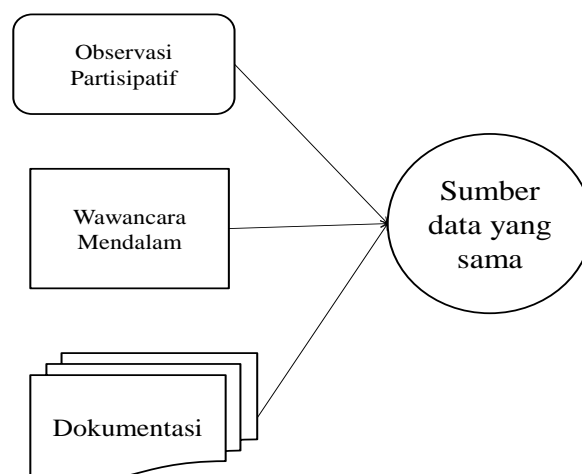 Observasi
Partisipatif
Wawancara
Mendalam
Dokumentasi
Sumber
data yang
sama